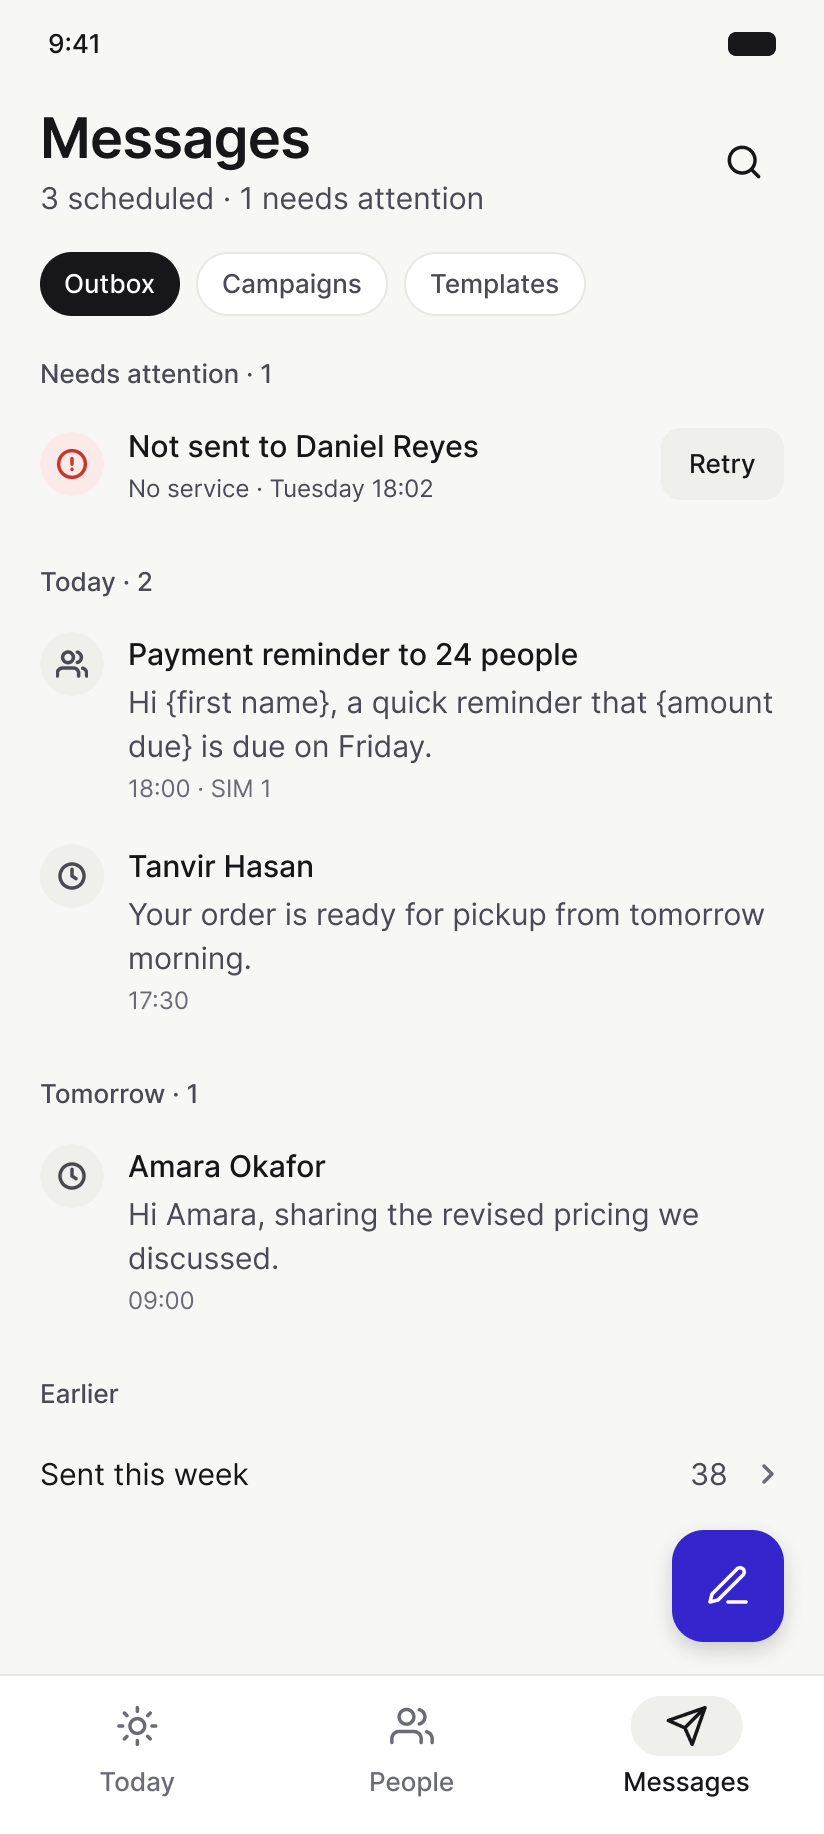 9:41
Messages
3 scheduled · 1 needs attention
Outbox
Campaigns
Templates
Needs attention · 1
Not sent to Daniel Reyes
No service · Tuesday 18:02
Retry
Today · 2
Payment reminder to 24 people
Hi {first name}, a quick reminder that {amount
due} is due on Friday.
18:00 · SIM 1
Tanvir Hasan
Your order is ready for pickup from tomorrow
morning.
17:30
Tomorrow · 1
Amara Okafor
Hi Amara, sharing the revised pricing we
discussed.
09:00
Earlier
Sent this week
38
Today
People
Messages